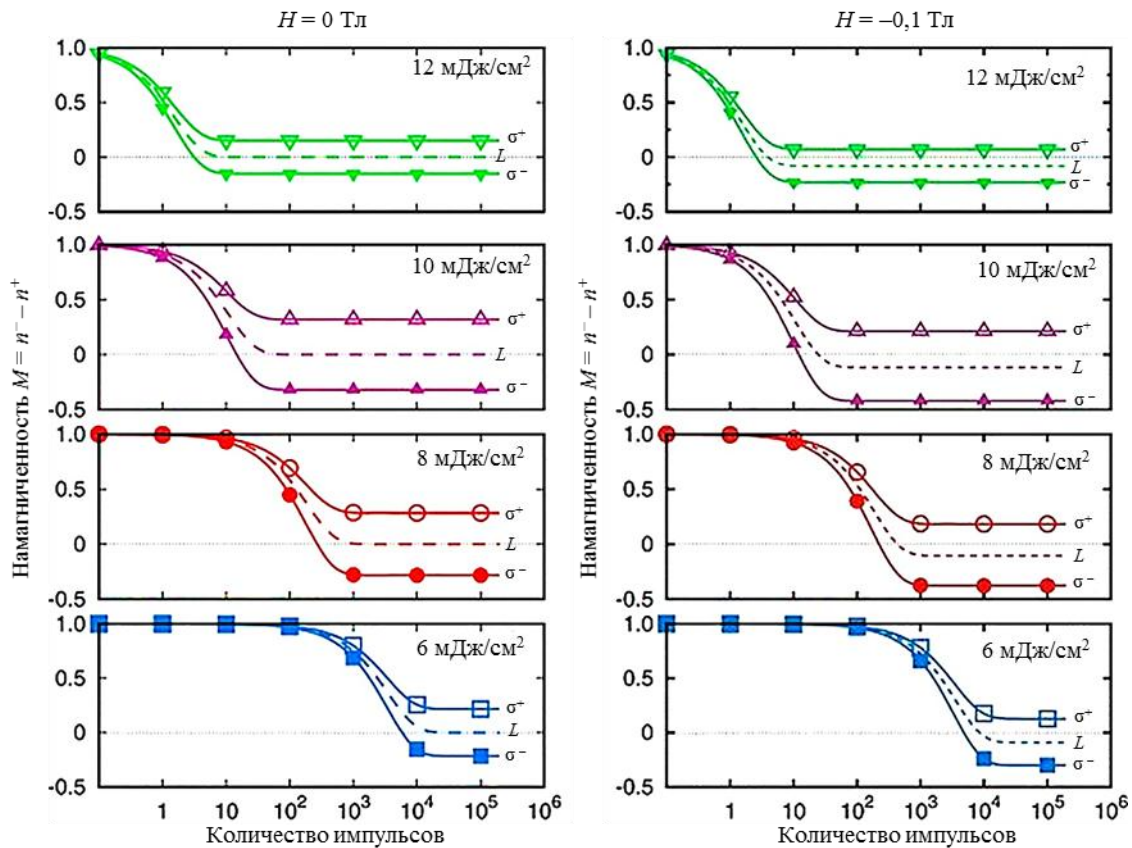 H = 0 Тл
H = –0,1 Тл
Намагниченность M = n⁻ – n⁺
1.0
0.5
0
-0.5
12 мДж/см²
σ⁺
L
σ⁻
1.0
0.5
0
-0.5
10 мДж/см²
σ⁺
L
σ⁻
1.0
0.5
0
-0.5
8 мДж/см²
σ⁺
L
σ⁻
1.0
0.5
0
-0.5
6 мДж/см²
σ⁺
L
σ⁻
1 10 10² 10³ 10⁴ 10⁵ 10⁶
Количество импульсов
Намагниченность M = n⁻ – n⁺
1.0
0.5
0
-0.5
12 мДж/см²
σ⁺
L
σ⁻
1.0
0.5
0
-0.5
10 мДж/см²
σ⁺
L
σ⁻
1.0
0.5
0
-0.5
8 мДж/см²
σ⁺
L
σ⁻
1.0
0.5
0
-0.5
6 мДж/см²
σ⁺
L
σ⁻
1 10 10² 10³ 10⁴ 10⁵ 10⁶
Количество импульсов